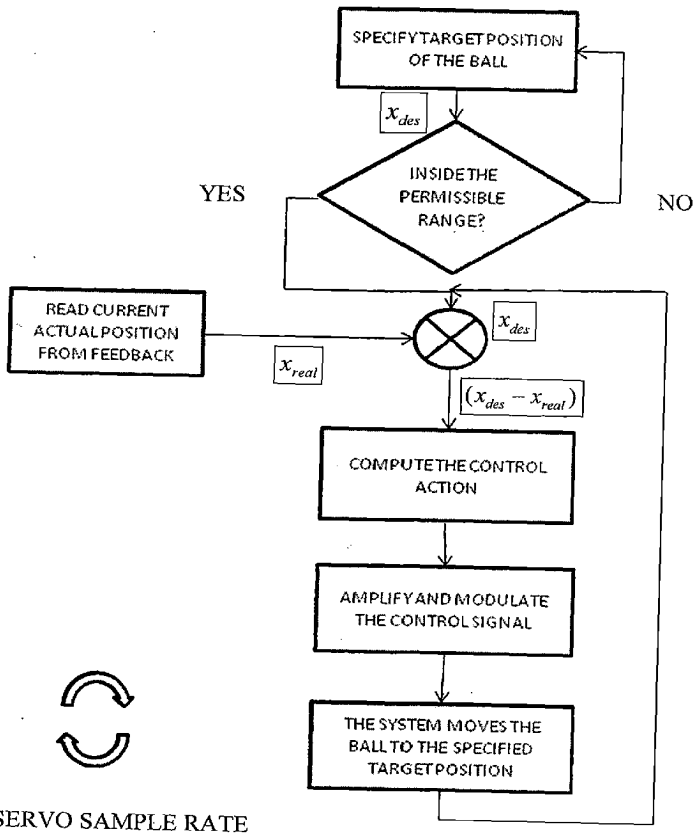 SPECIFY TARGET POSITION
OF THE BALL
x_des
INSIDE THE
PERMISSIBLE
RANGE?
YES
NO
READ CURRENT
ACTUAL POSITION
FROM FEEDBACK
x_real
x_des
(x_des − x_real)
COMPUTE THE CONTROL
ACTION
AMPLIFY AND MODULATE
THE CONTROL SIGNAL
THE SYSTEM MOVES THE
BALL TO THE SPECIFIED
TARGET POSITION
SERVO SAMPLE RATE